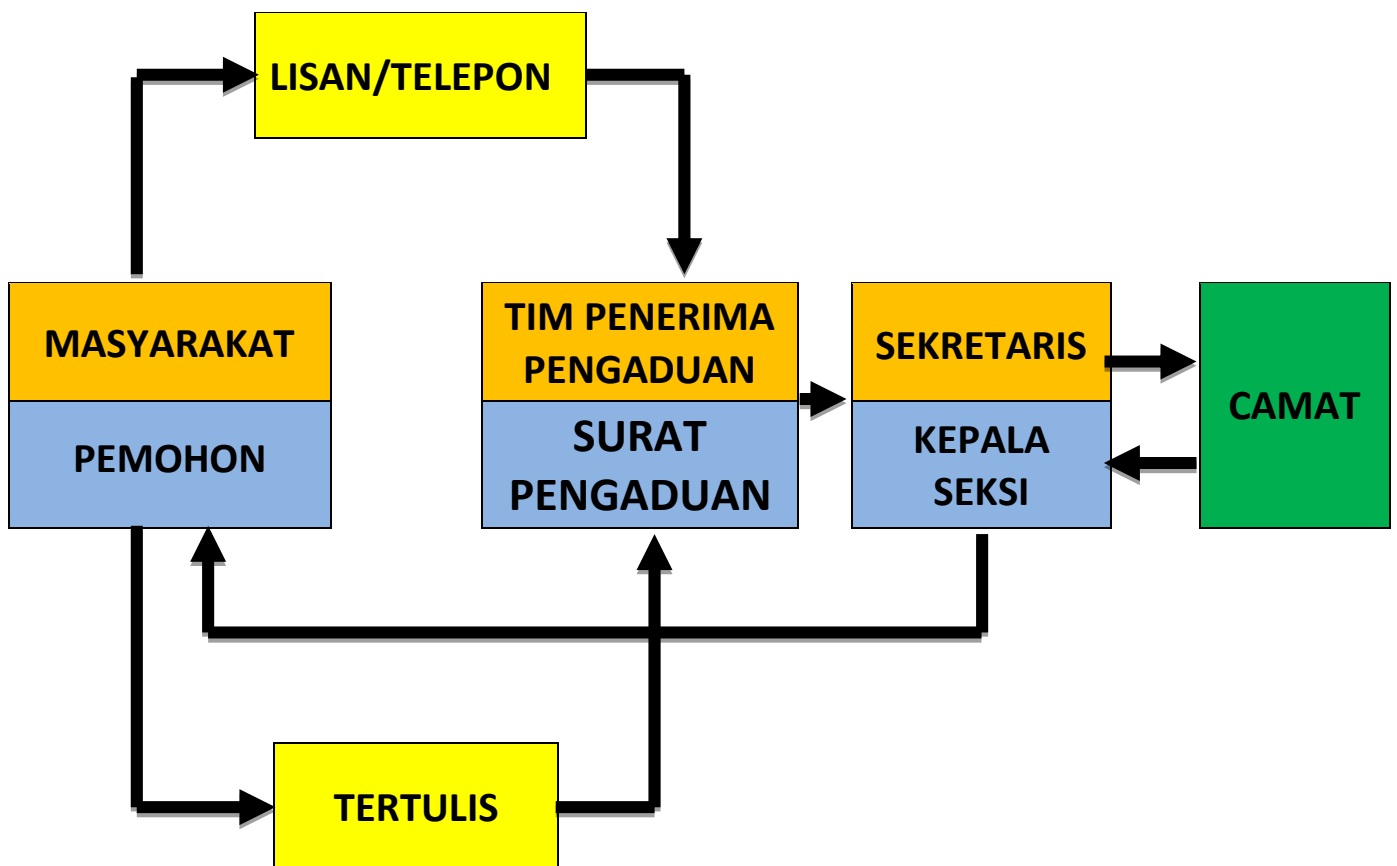 LISAN/TELEPON
MASYARAKAT
PEMOHON
TIM PENERIMA
PENGADUAN
SURAT
PENGADUAN
SEKRETARIS
KEPALA
SEKSI
CAMAT
TERTULIS